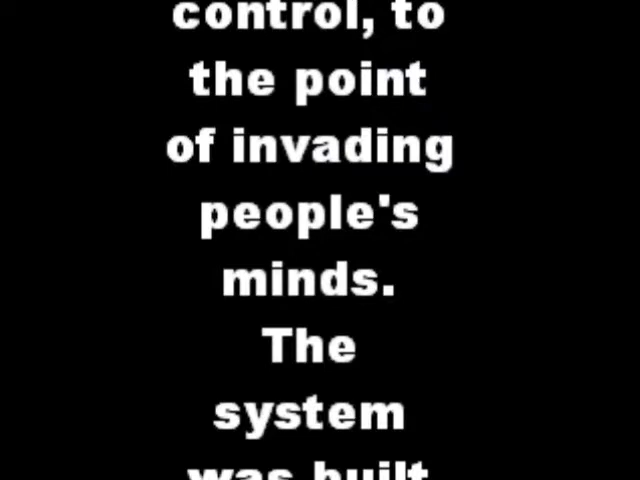 control, to
the point
of invading
people's
minds.
The
system
was built